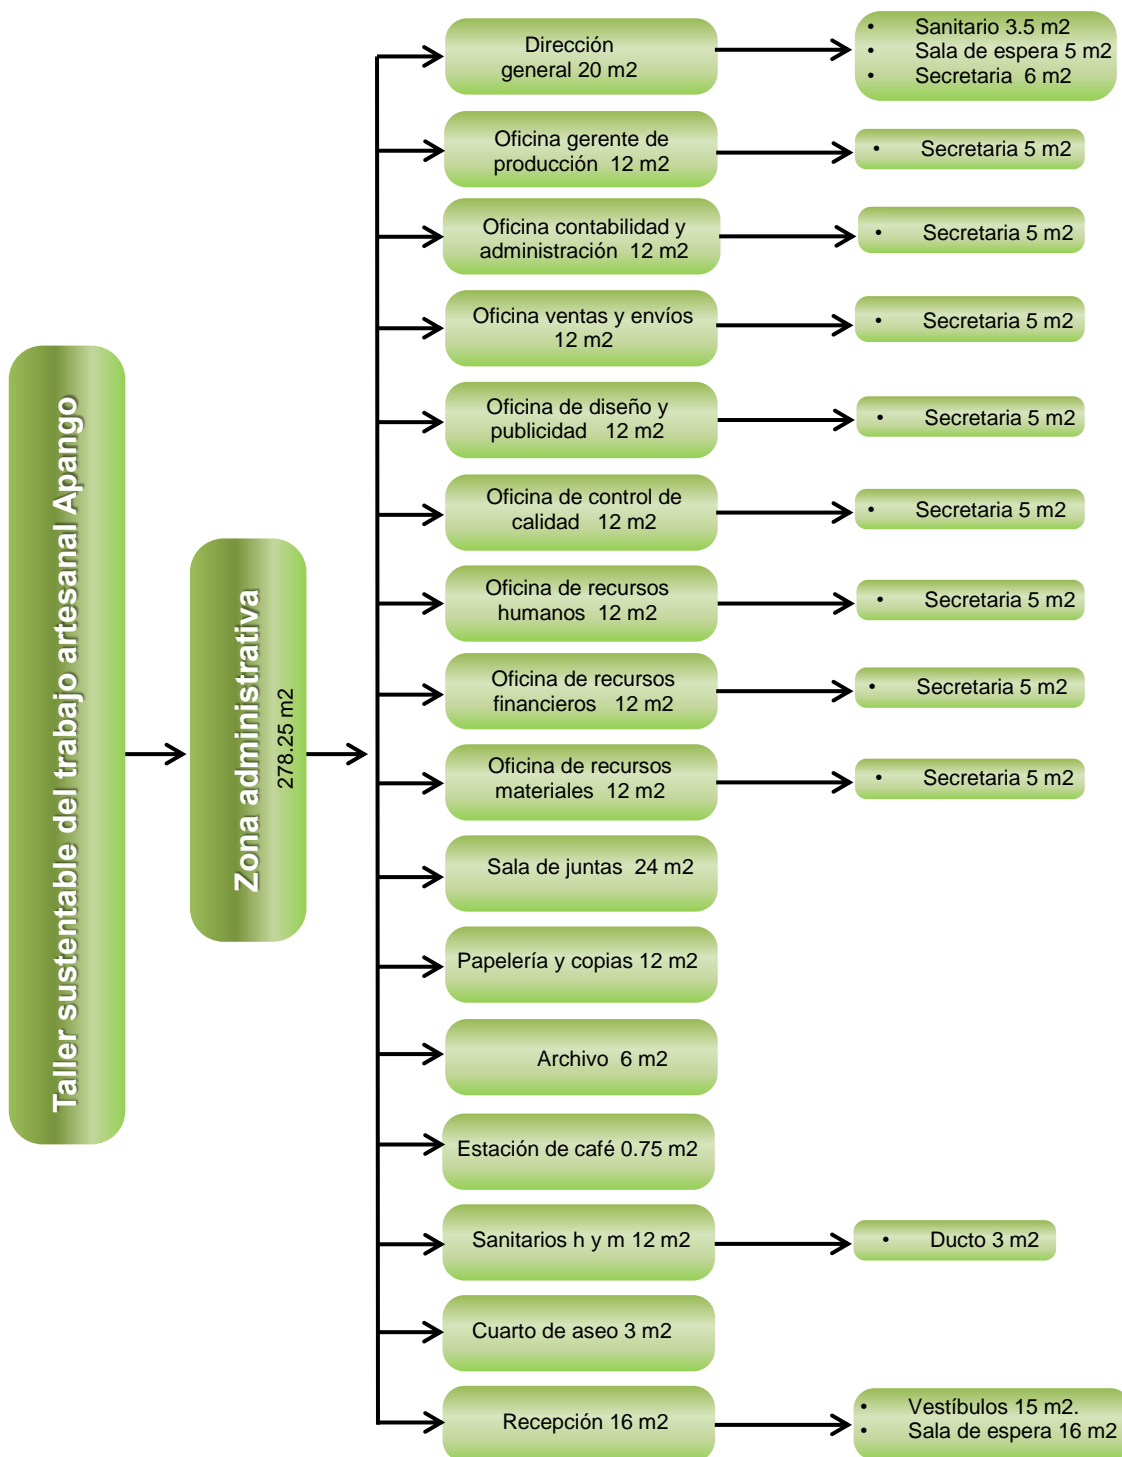 Taller sustentable del trabajo artesanal Apango
Zona administrativa
278.25 m2
Dirección
general 20 m2
• Sanitario 3.5 m2
• Sala de espera 5 m2
• Secretaria 6 m2
Oficina gerente de
producción 12 m2
• Secretaria 5 m2
Oficina contabilidad y
administración 12 m2
• Secretaria 5 m2
Oficina ventas y envíos
12 m2
• Secretaria 5 m2
Oficina de diseño y
publicidad 12 m2
• Secretaria 5 m2
Oficina de control de
calidad 12 m2
• Secretaria 5 m2
Oficina de recursos
humanos 12 m2
• Secretaria 5 m2
Oficina de recursos
financieros 12 m2
• Secretaria 5 m2
Oficina de recursos
materiales 12 m2
• Secretaria 5 m2
Sala de juntas 24 m2
Papelería y copias 12 m2
Archivo 6 m2
Estación de café 0.75 m2
Sanitarios h y m 12 m2
• Ducto 3 m2
Cuarto de aseo 3 m2
Recepción 16 m2
• Vestíbulos 15 m2.
• Sala de espera 16 m2